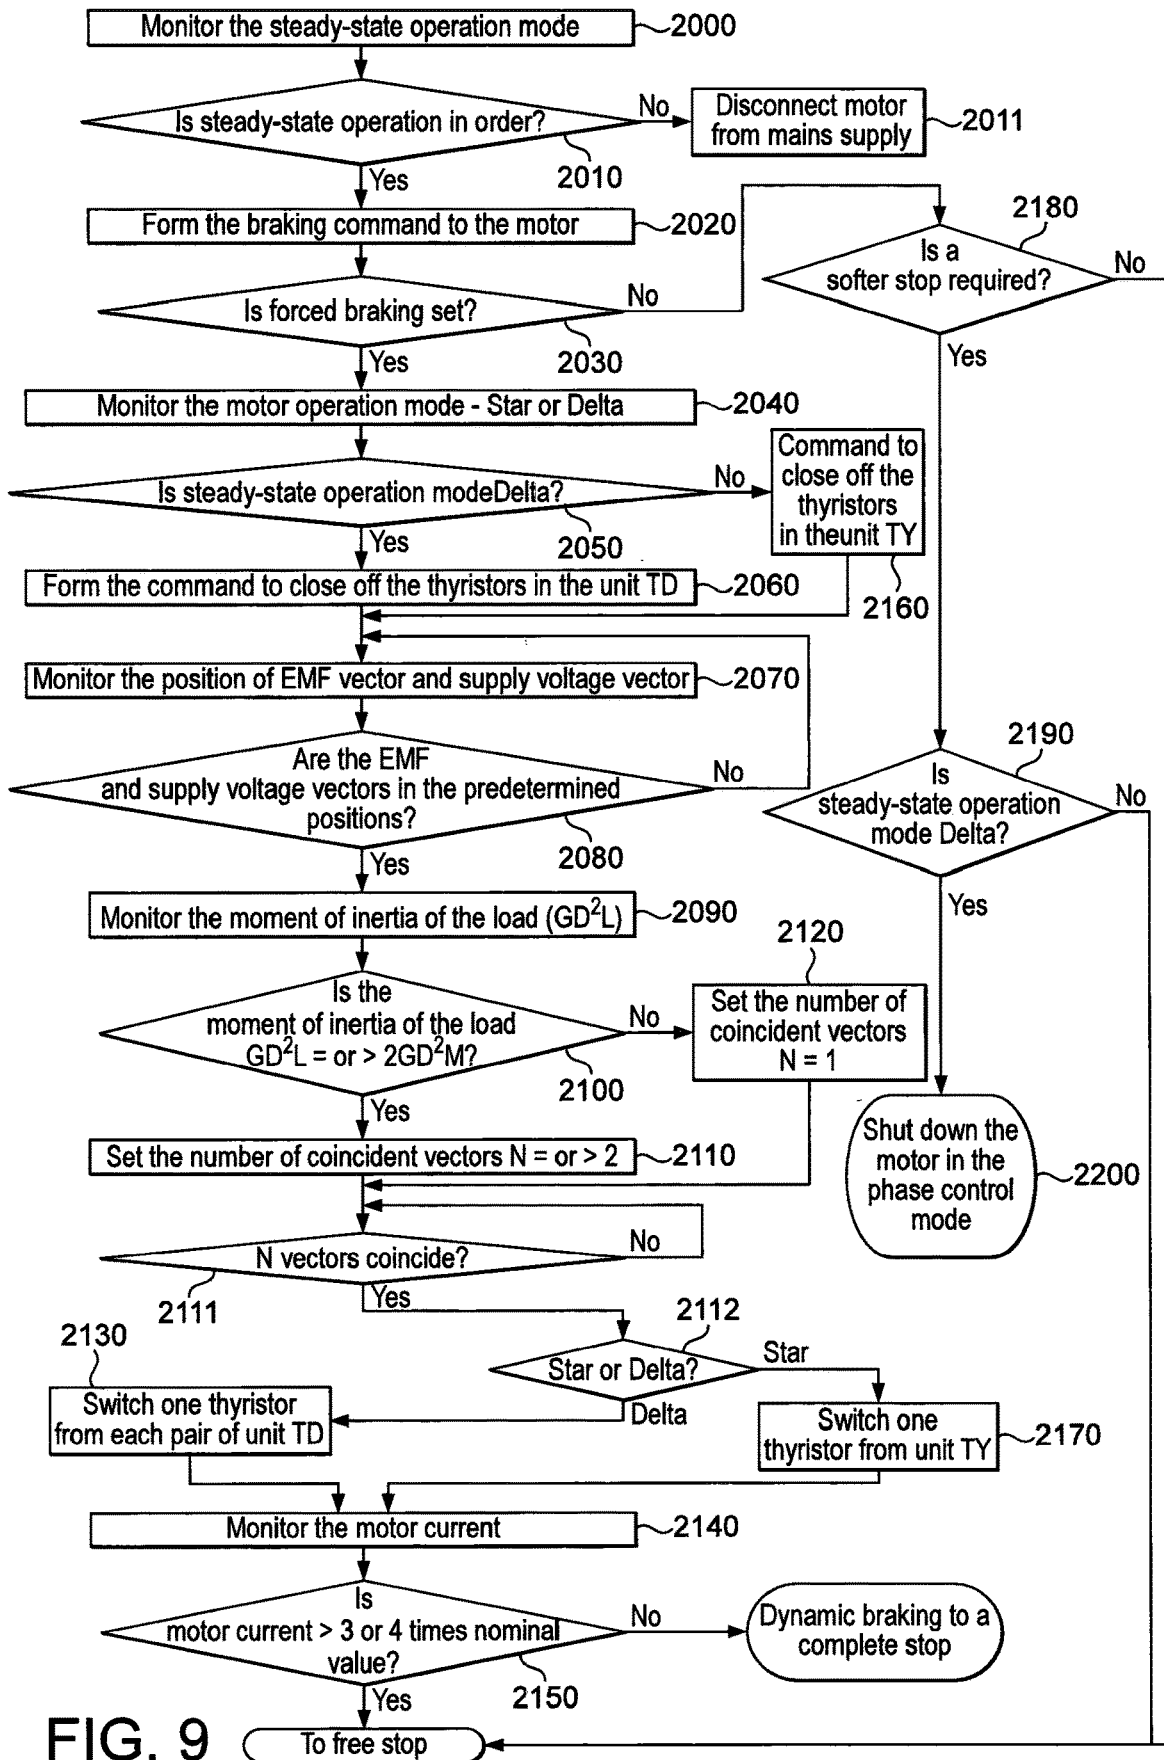 Monitor the steady-state operation mode
2000
Is steady-state operation in order?
No
2010
Disconnect motor
from mains supply
2011
Yes
Form the braking command to the motor
2020
Is forced braking set?
No
2030
2180
Is a
softer stop required?
No
Yes
Yes
Monitor the motor operation mode - Star or Delta
2040
Is steady-state operation modeDelta?
No
2050
Command to
close off the
thyristors
in theunit TY
2160
Yes
Form the command to close off the thyristors in the unit TD
2060
Monitor the position of EMF vector and supply voltage vector
2070
Are the EMF
and supply voltage vectors in the predetermined
positions?
No
2080
2190
Is
steady-state operation
mode Delta?
No
Yes
Yes
Monitor the moment of inertia of the load (GD²L)
2090
Is the
moment of inertia of the load
GD²L = or > 2GD²M?
No
2100
2120
Set the number of
coincident vectors
N = 1
Yes
Set the number of coincident vectors N = or > 2
2110
Shut down the
motor in the
phase control
mode
2200
N vectors coincide?
No
2111
Yes
2112
Star or Delta?
Star
Delta
2130
Switch one thyristor
from each pair of unit TD
Switch one
thyristor from unit TY
2170
Monitor the motor current
2140
Is
motor current > 3 or 4 times nominal
value?
No
2150
Dynamic braking to a
complete stop
Yes
To free stop
FIG. 9